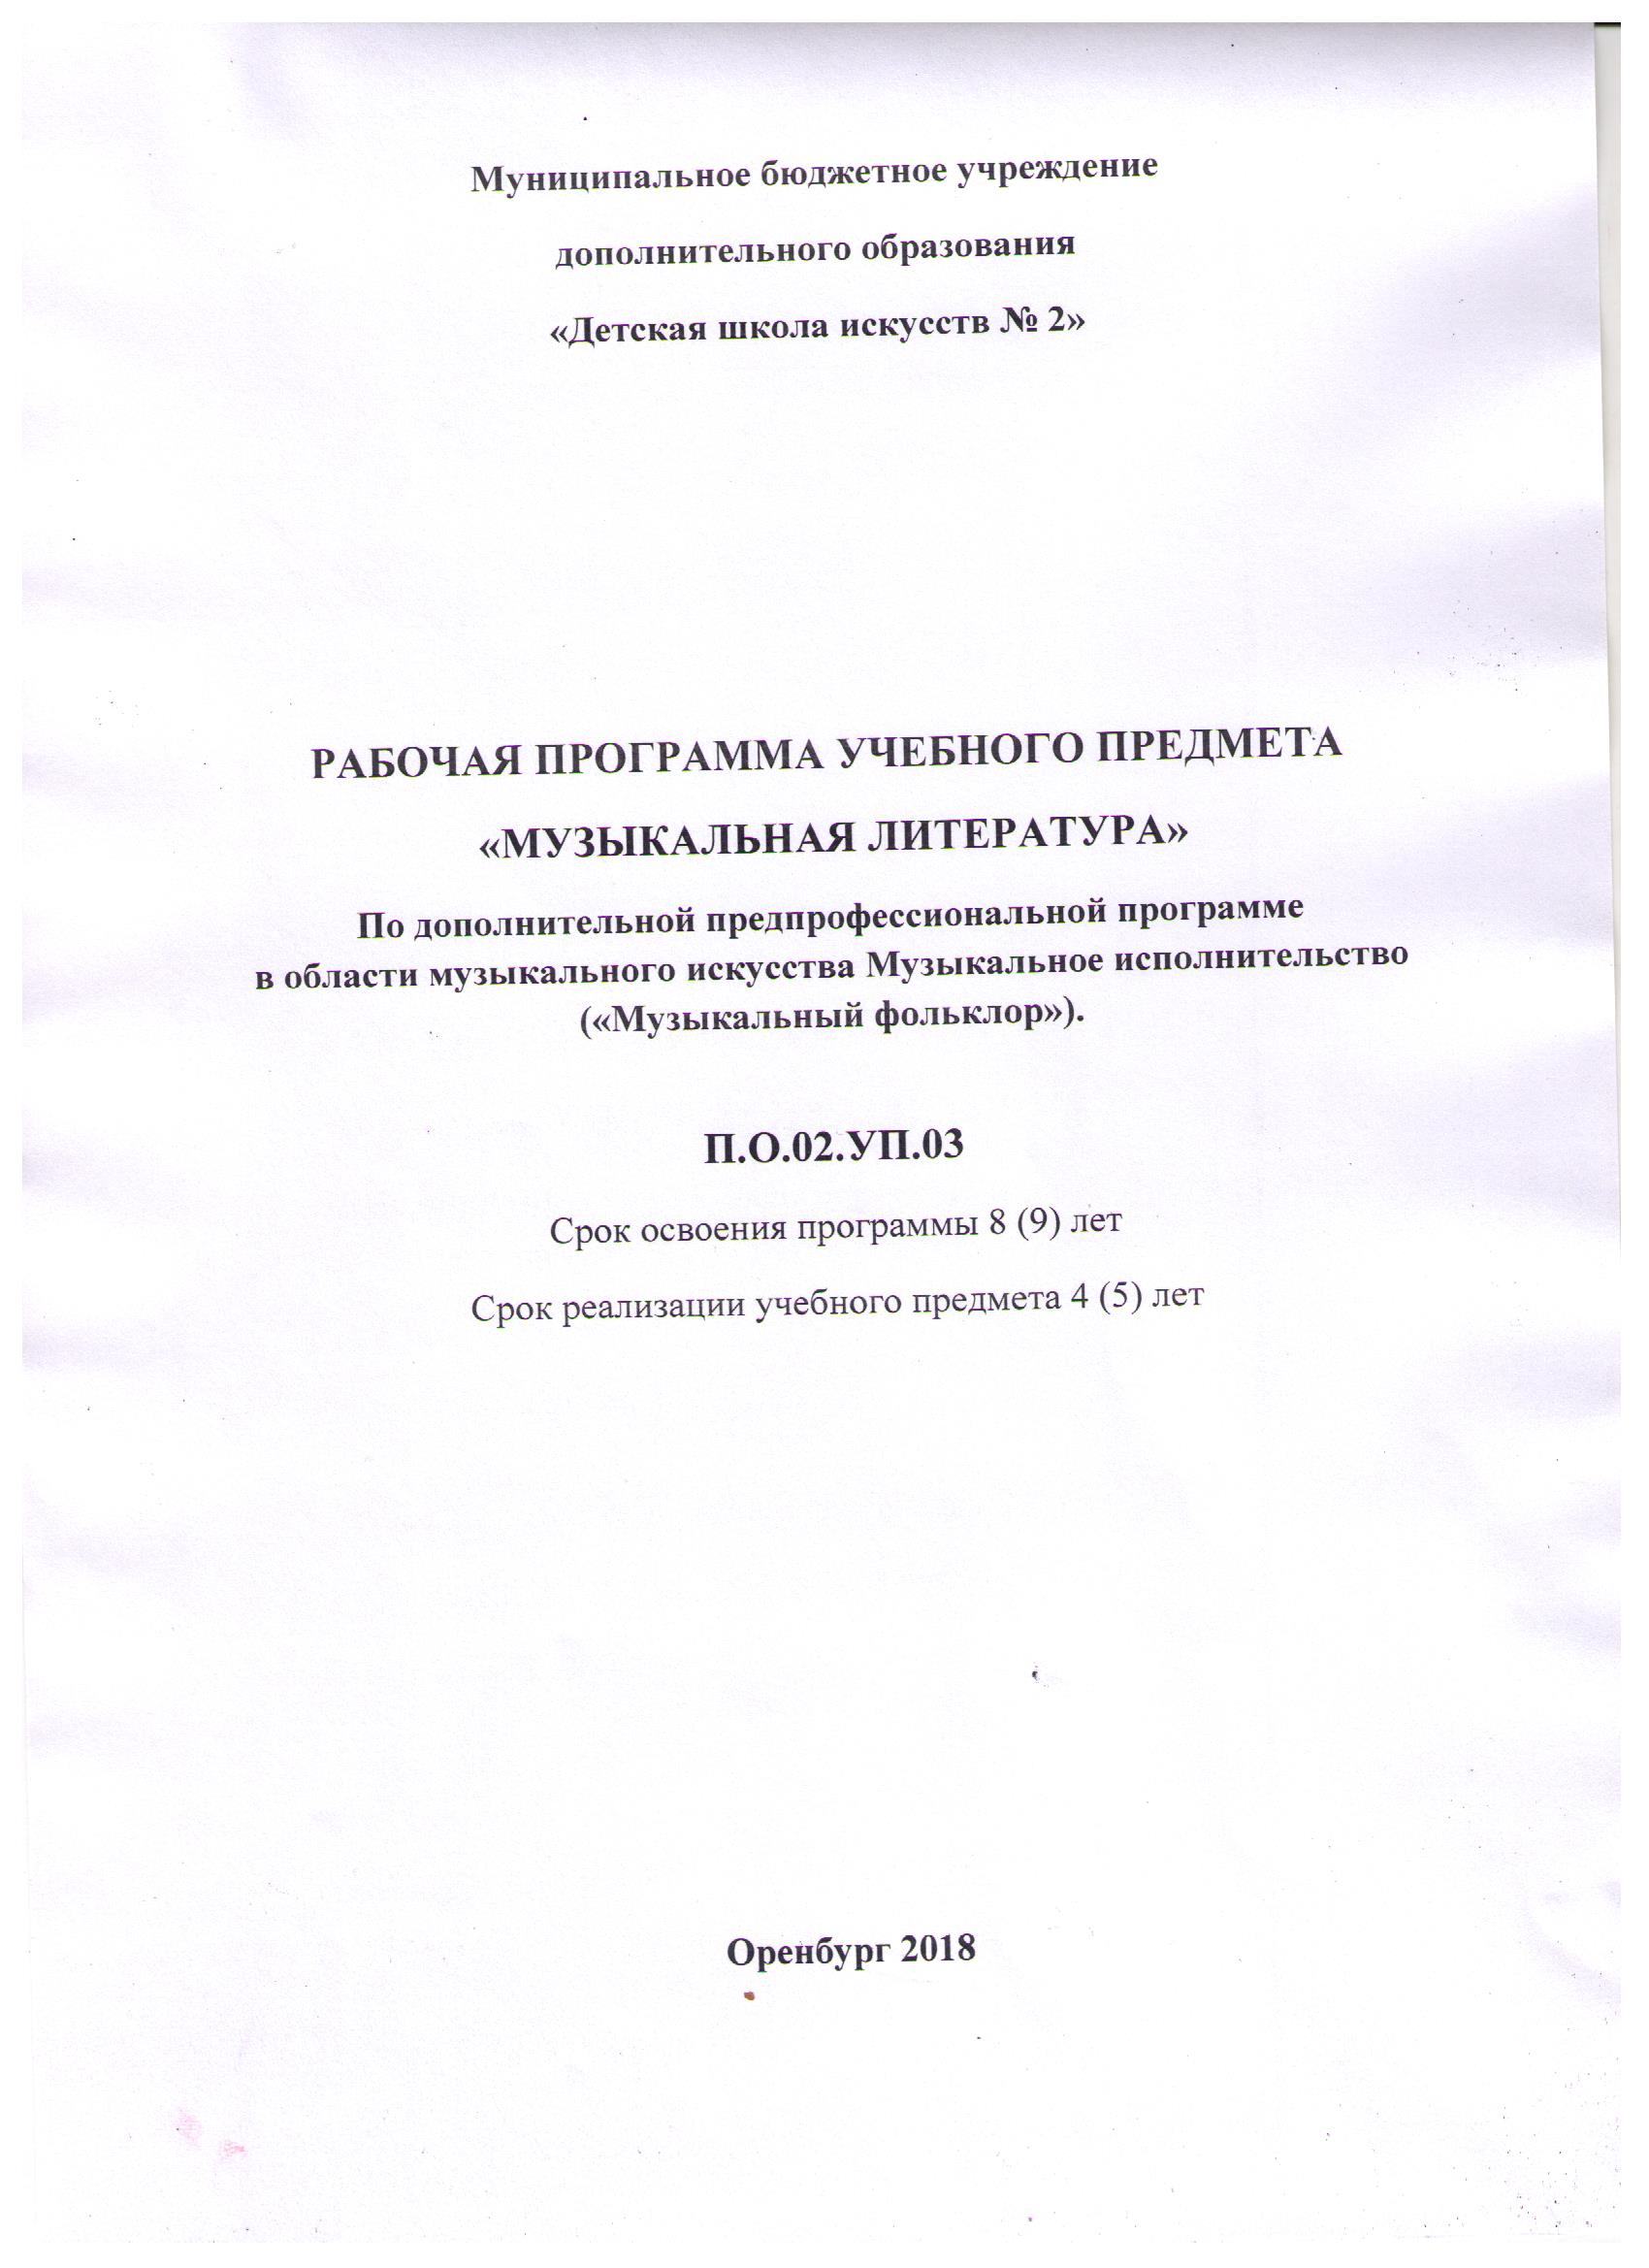 Муниципальное бюджетное учреждение
дополнительного образования
«Детская школа искусств № 2»
РАБОЧАЯ ПРОГРАММА УЧЕБНОГО ПРЕДМЕТА
«МУЗЫКАЛЬНАЯ ЛИТЕРАТУРА»
По дополнительной предпрофессиональной программе
в области музыкального искусства Музыкальное исполнительство
(«Музыкальный фольклор»).
П.О.02.УП.03
Срок освоения программы 8 (9) лет
Срок реализации учебного предмета 4 (5) лет
Оренбург 2018